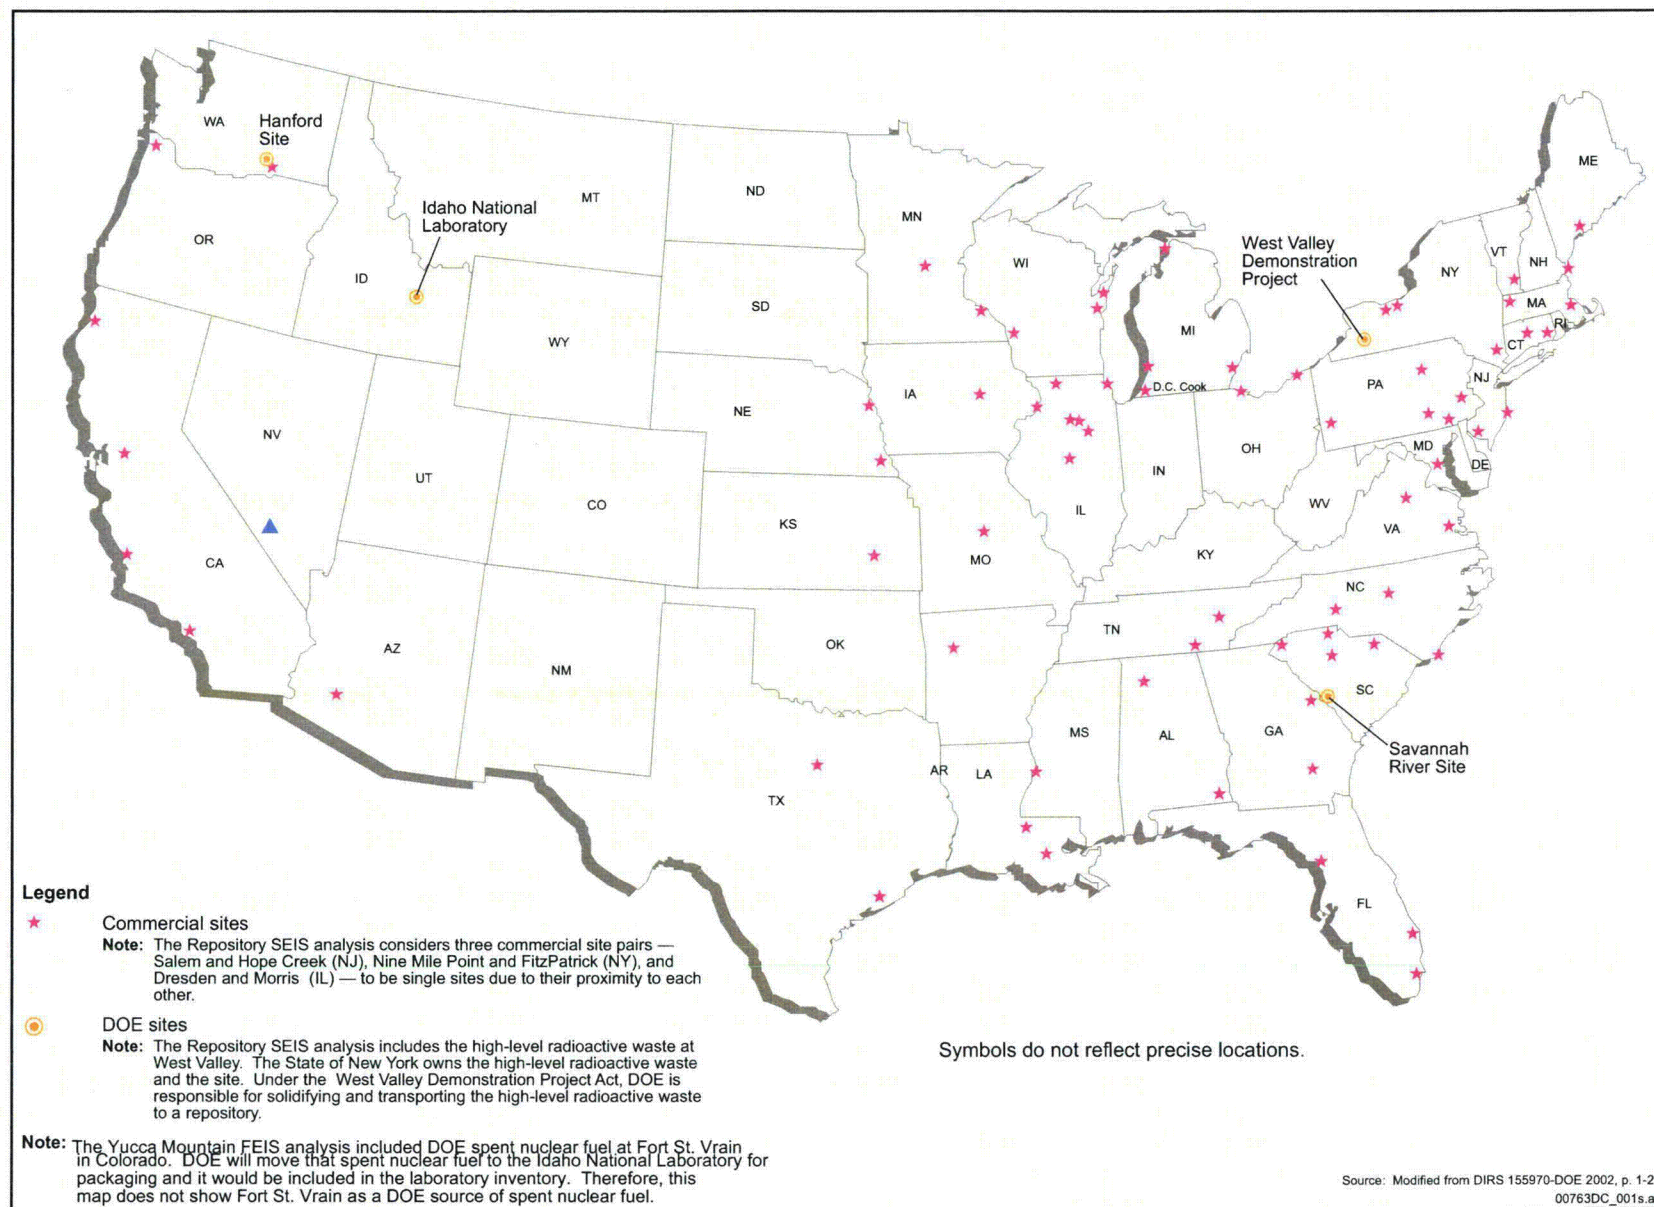 WA
Hanford
Site
ME
MT
ND
Idaho National
Laboratory
MN
OR
West Valley
Demonstration
Project
VT
NH
WI
NY
ID
SD
MA
MI
RI
WY
CT
PA
NJ
D.C. Cook
IA
NE
NV
OH
MD
DE
IN
UT
CO
WV
IL
KS
VA
KY
CA
MO
NC
TN
OK
AZ
NM
SC
MS
AL
GA
Savannah
River Site
AR
LA
TX
FL
Legend
Commercial sites
Note: The Repository SEIS analysis considers three commercial site pairs —
Salem and Hope Creek (NJ), Nine Mile Point and FitzPatrick (NY), and
Dresden and Morris (IL) — to be single sites due to their proximity to each
other.
DOE sites
Note: The Repository SEIS analysis includes the high-level radioactive waste at
West Valley. The State of New York owns the high-level radioactive waste
and the site. Under the West Valley Demonstration Project Act, DOE is
responsible for solidifying and transporting the high-level radioactive waste
to a repository.
Symbols do not reflect precise locations.
Note: The Yucca Mountain FEIS analysis included DOE spent nuclear fuel at Fort St. Vrain
in Colorado. DOE will move that spent nuclear fuel to the Idaho National Laboratory for
packaging and it would be included in the laboratory inventory. Therefore, this
map does not show Fort St. Vrain as a DOE source of spent nuclear fuel.
Source: Modified from DIRS 155970-DOE 2002, p. 1-2
00763DC_001s.a